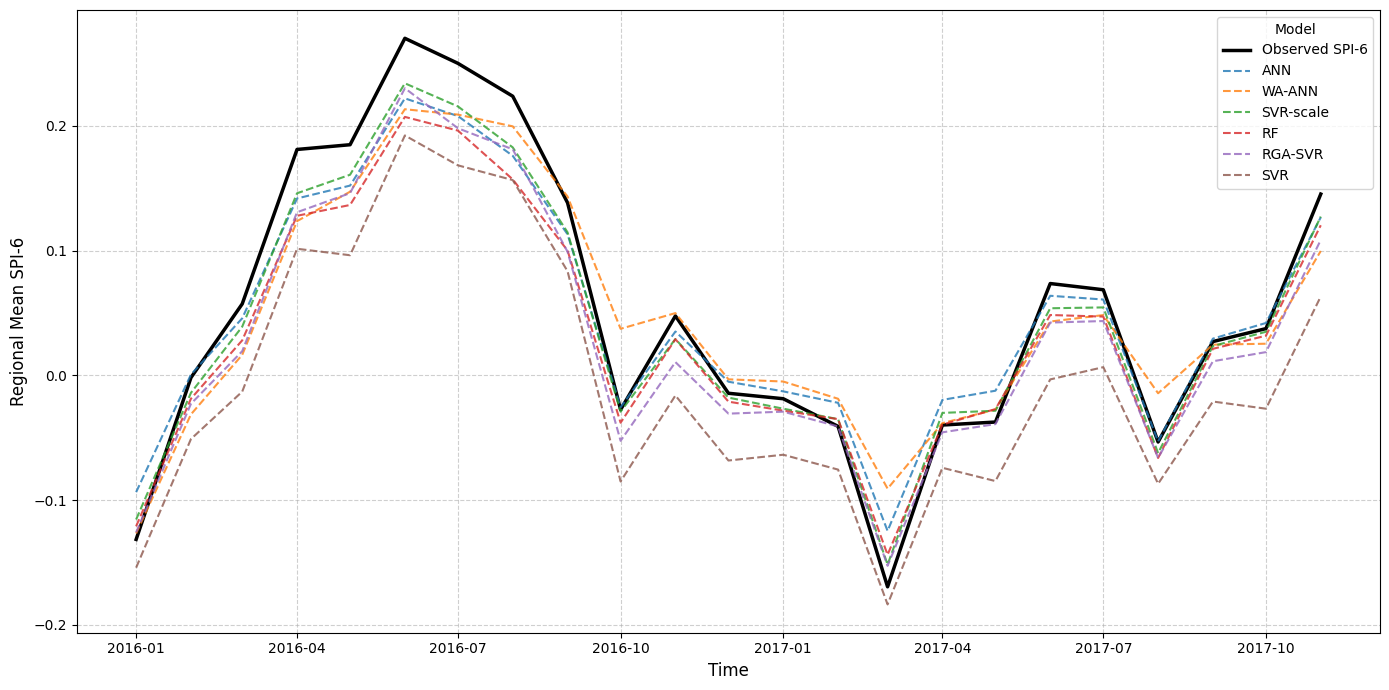 Model
Observed SPI-6
ANN
WA-ANN
SVR-scale
RF
RGA-SVR
SVR
Regional Mean SPI-6
0.2
0.1
0.0
−0.1
−0.2
2016-01
2016-04
2016-07
2016-10
2017-01
2017-04
2017-07
2017-10
Time